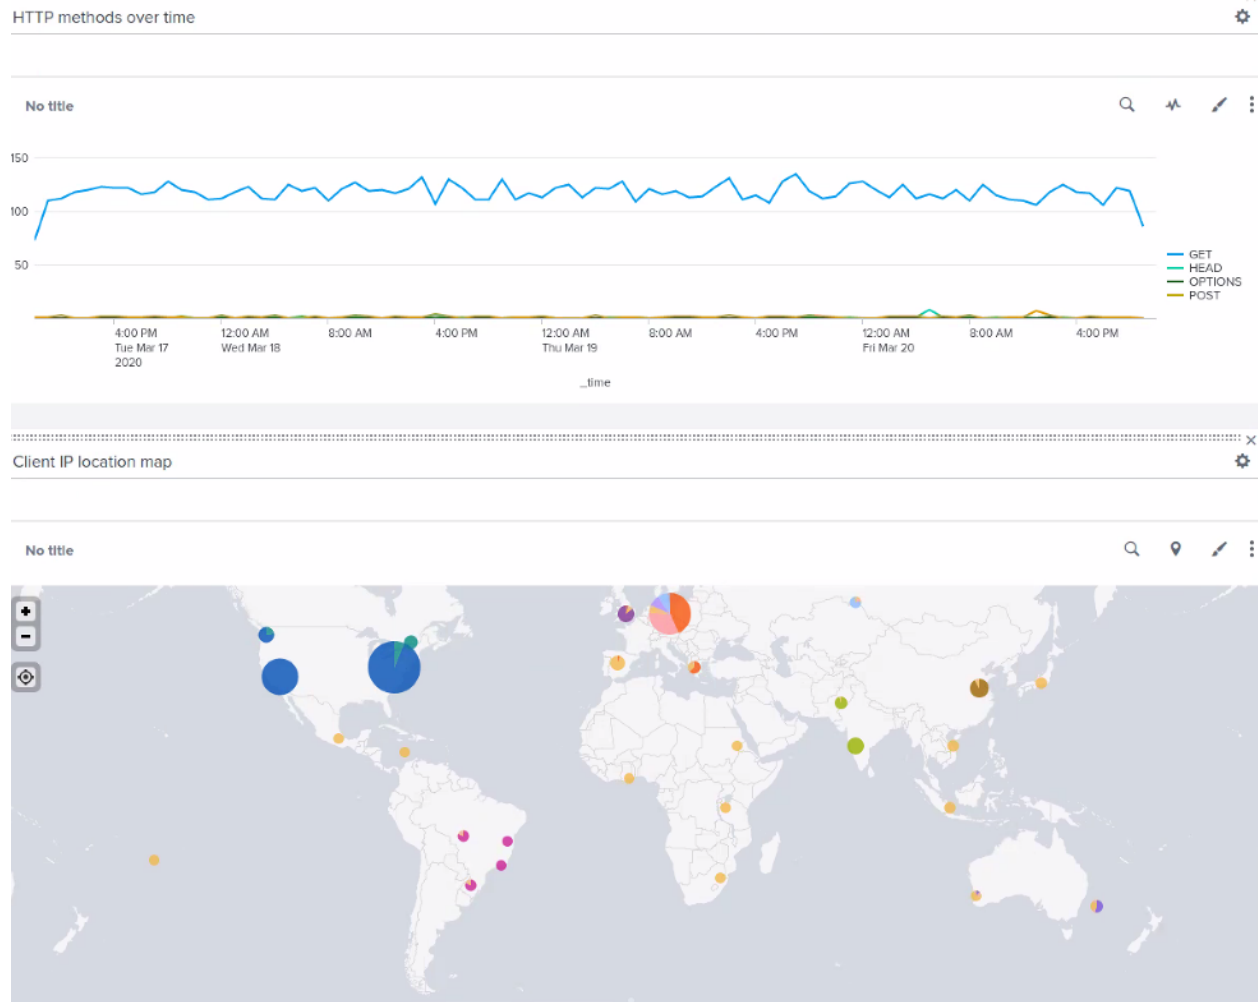 HTTP methods over time
No title
150
100
50
GET
HEAD
OPTIONS
POST
4:00 PM 12:00 AM 8:00 AM 4:00 PM 12:00 AM 8:00 AM 4:00 PM 12:00 AM 8:00 AM 4:00 PM
Tue Mar 17 Wed Mar 18 Thu Mar 19 Fri Mar 20
2020
_time
Client IP location map
No title